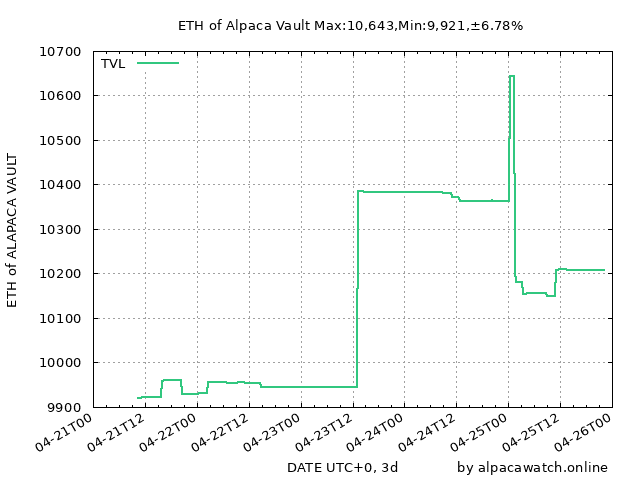 ETH of Alpaca Vault Max:10,643,Min:9,921,±6.78%
TVL
ETH of ALAPACA VAULT
10700
10600
10500
10400
10300
10200
10100
10000
9900
04-21T00
04-21T12
04-22T00
04-22T12
04-23T00
04-23T12
04-24T00
04-24T12
04-25T00
04-25T12
04-26T00
DATE UTC+0, 3d
by alpacawatch.online